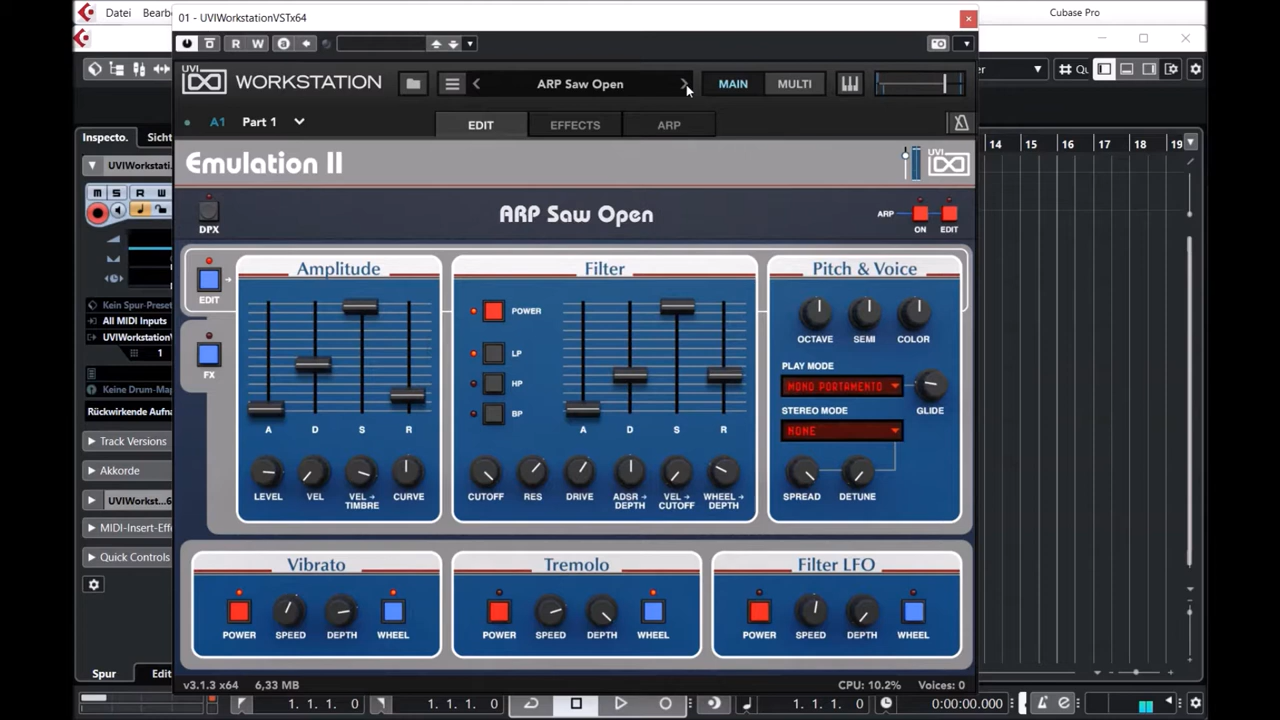 Datei Bearb
01 - UVIWorkstationVSTx64
Cubase Pro
R W
UVI WORKSTATION
ARP Saw Open
MAIN MULTI
A1 Part 1
EDIT EFFECTS ARP
Inspecto. Sicht
14 15 16 17 18 19
Emulation II
UVI
UVIWorkstati
M S R W
DPX
ARP Saw Open
ARP
ON EDIT
EDIT
FX
Amplitude
A D S R
LEVEL VEL VEL→ TIMBRE CURVE
Filter
POWER
LP
HP
BP
A D S R
CUTOFF RES DRIVE ADSR→ DEPTH VEL→ CUTOFF WHEEL→ DEPTH
Pitch & Voice
OCTAVE SEMI COLOR
PLAY MODE
MONO PORTAMENTO
GLIDE
STEREO MODE
NONE
SPREAD DETUNE
Kein Spur-Preset
All MIDI Inputs
UVIWorkstationV
1
Keine Drum-Map
Rückwirkende Aufna
Track Versions
Akkorde
UVIWorkst...6
MIDI-Insert-Effe
Quick Controls
Vibrato
POWER SPEED DEPTH WHEEL
Tremolo
POWER SPEED DEPTH WHEEL
Filter LFO
POWER SPEED DEPTH WHEEL
Spur Edit
v3.1.3 x64 6,33 MB
CPU: 10.2% Voices: 0
1. 1. 1. 0
1. 1. 1. 0
1. 1. 1. 0
0:00:00.000